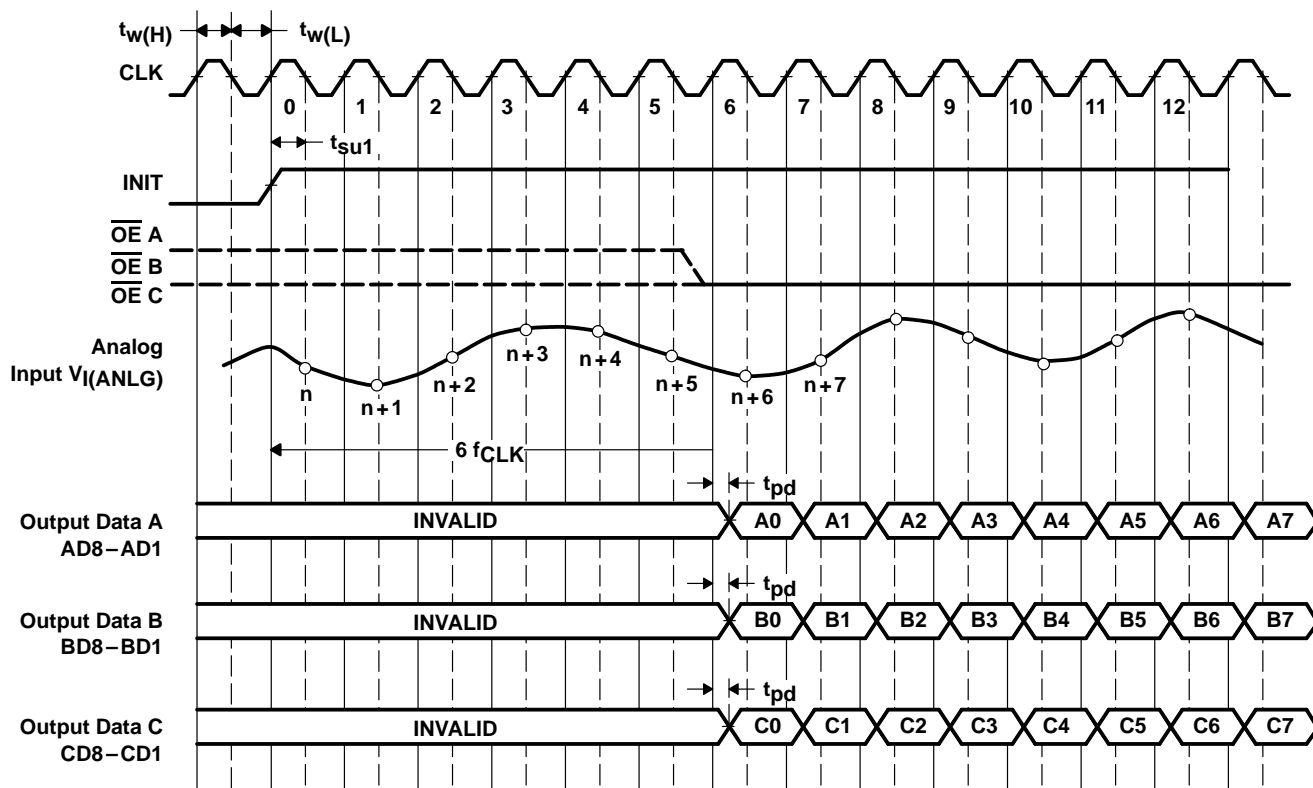 tw(H) tw(L)
CLK
0 1 2 3 4 5 6 7 8 9 10 11 12
tsu1
INIT
OE A
OE B
OE C
Analog
Input VI(ANLG)
n n+1 n+2 n+3 n+4 n+5 n+6 n+7
6 fCLK
tpd
Output Data A
AD8–AD1
INVALID A0 A1 A2 A3 A4 A5 A6 A7
tpd
Output Data B
BD8–BD1
INVALID B0 B1 B2 B3 B4 B5 B6 B7
tpd
Output Data C
CD8–CD1
INVALID C0 C1 C2 C3 C4 C5 C6 C7